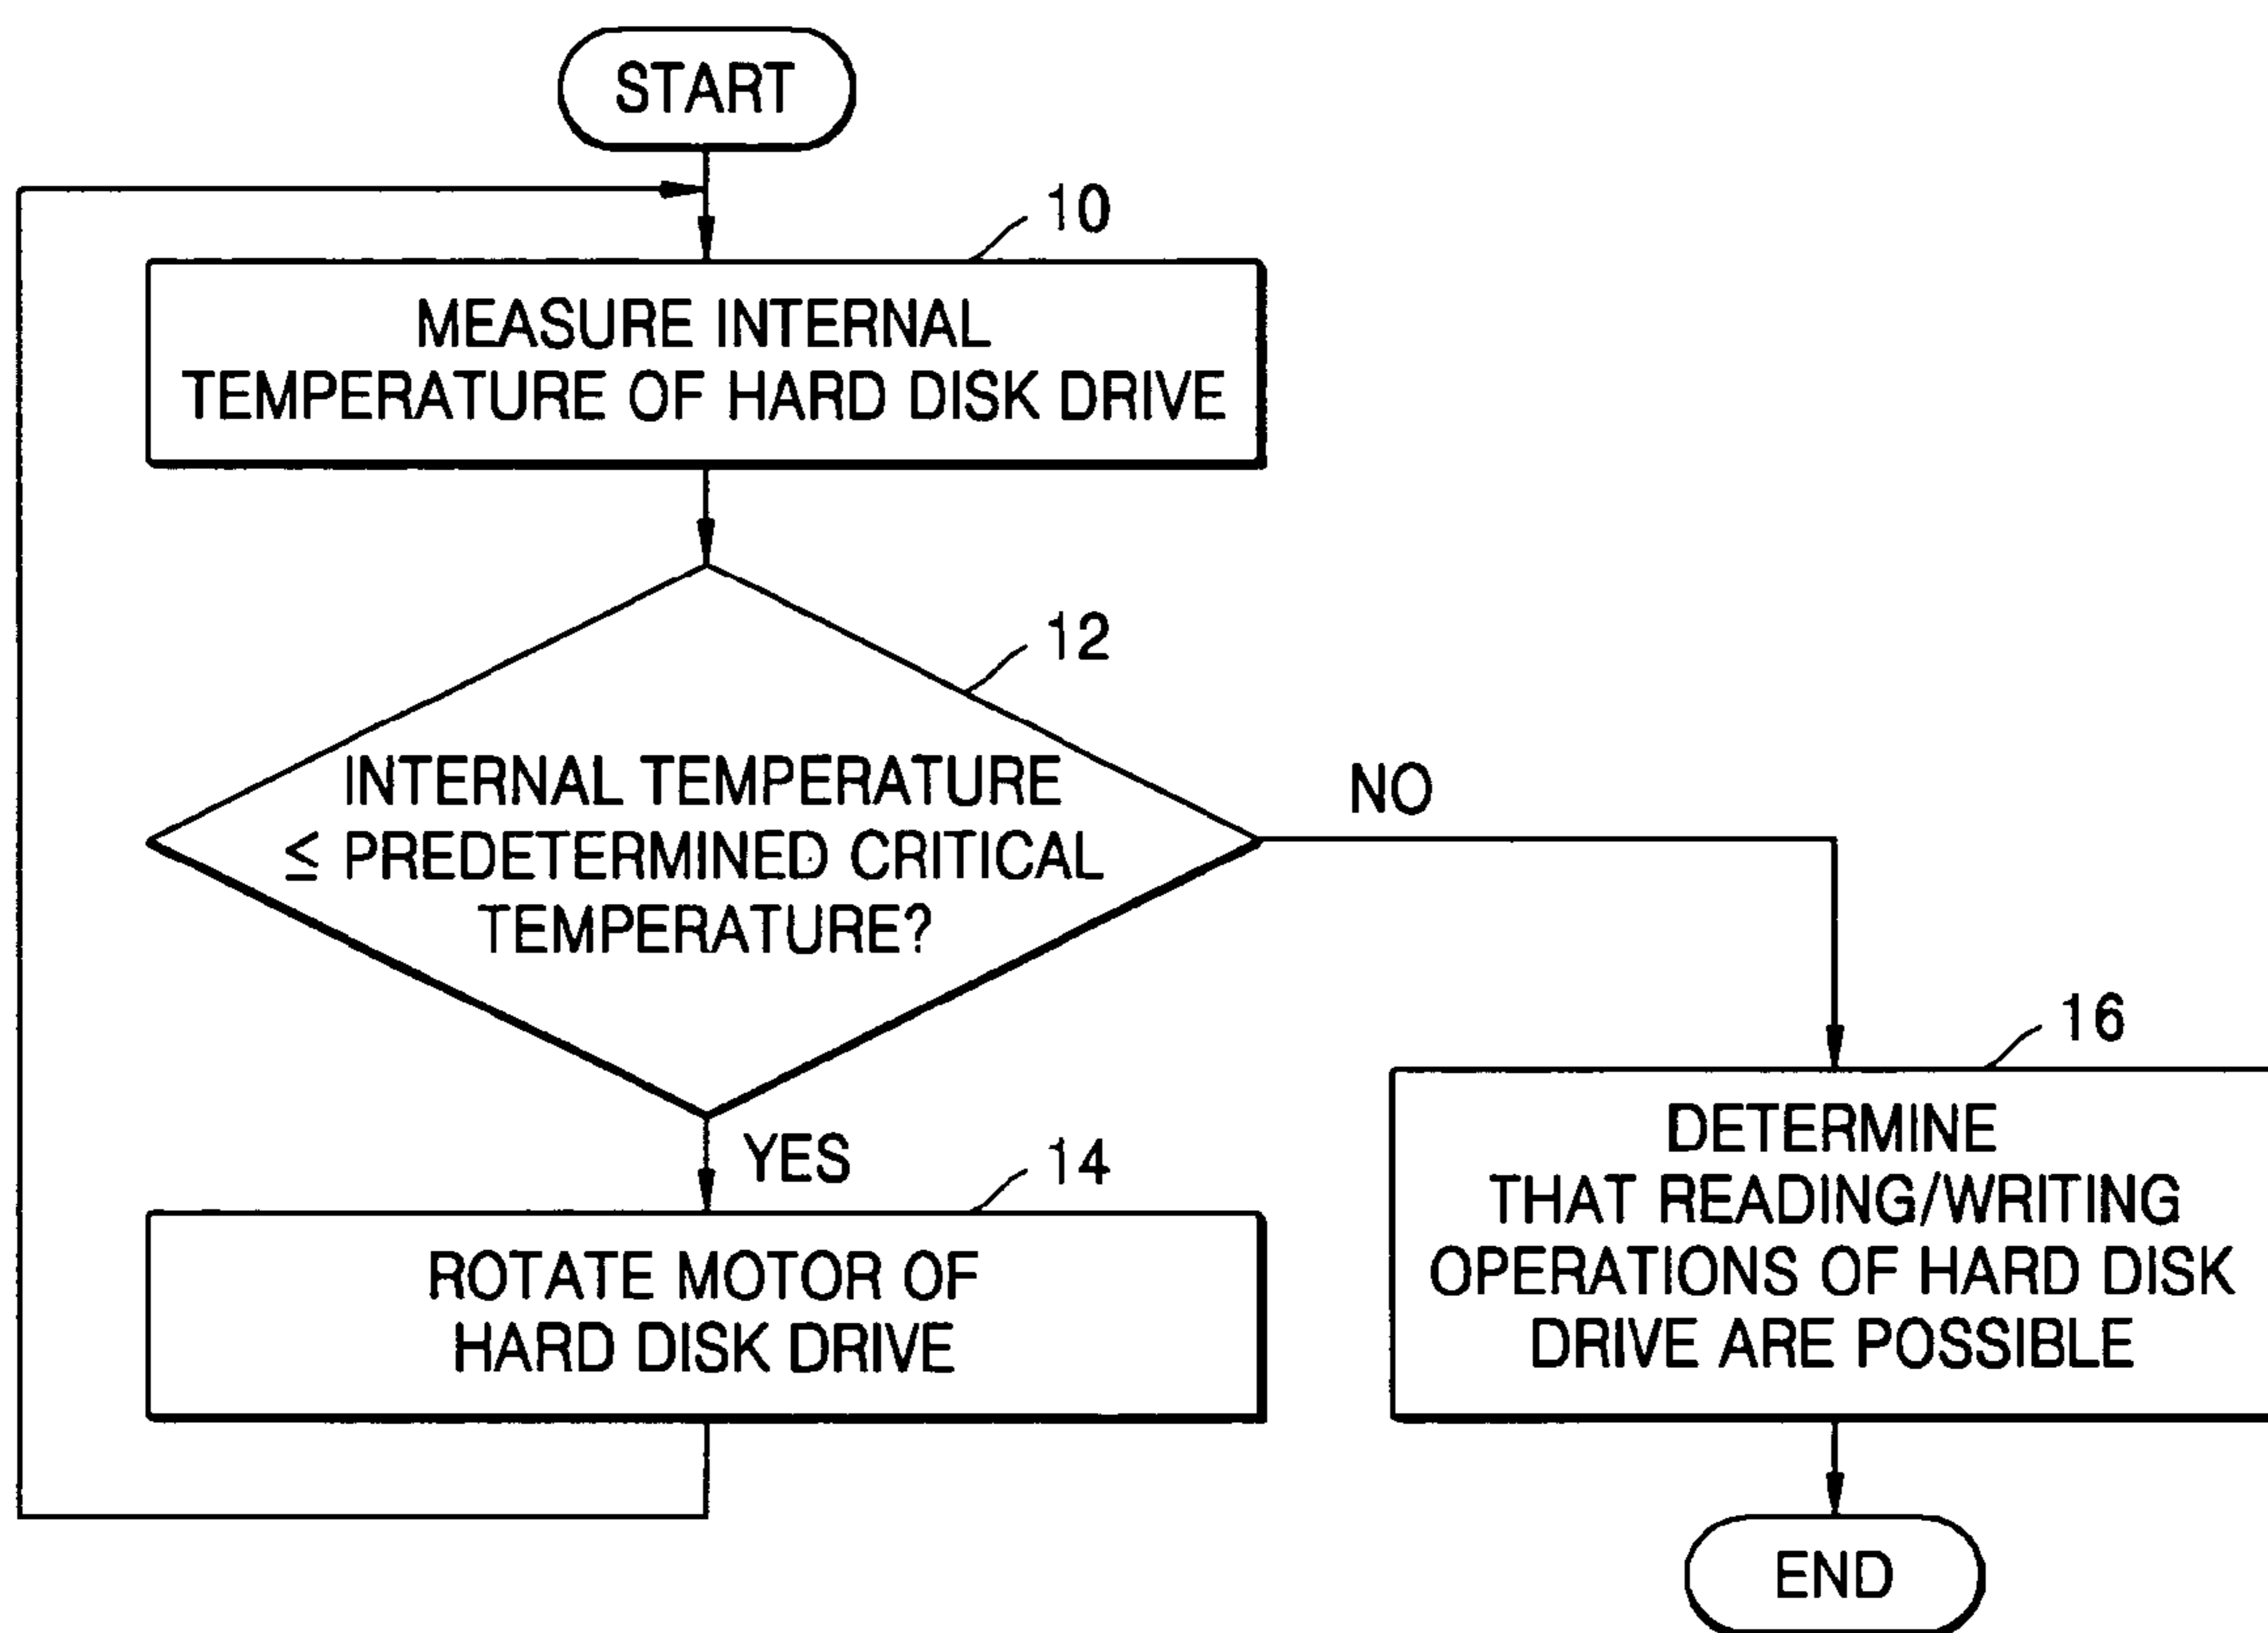 START
10
MEASURE INTERNAL
TEMPERATURE OF HARD DISK DRIVE
12
INTERNAL TEMPERATURE
≤ PREDETERMINED CRITICAL
TEMPERATURE?
NO
YES
14
ROTATE MOTOR OF
HARD DISK DRIVE
16
DETERMINE
THAT READING/WRITING
OPERATIONS OF HARD DISK
DRIVE ARE POSSIBLE
END